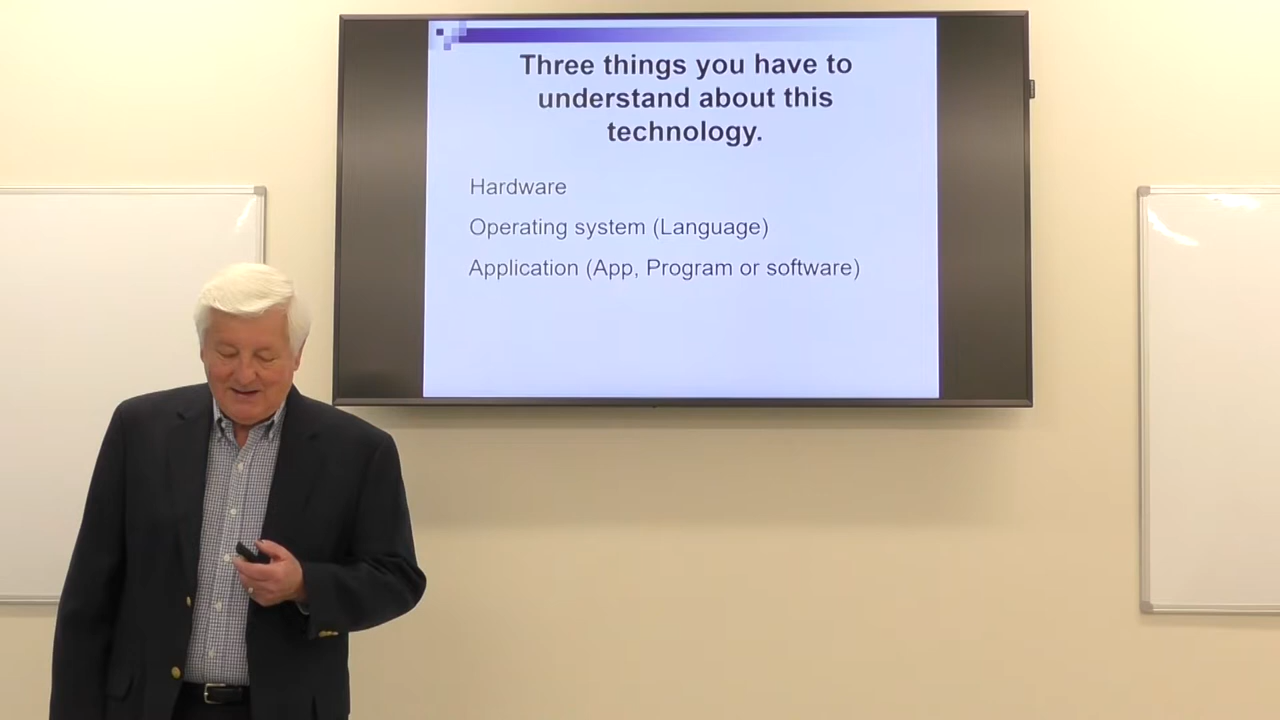 Three things you have to
understand about this
technology.
Hardware
Operating system (Language)
Application (App, Program or software)